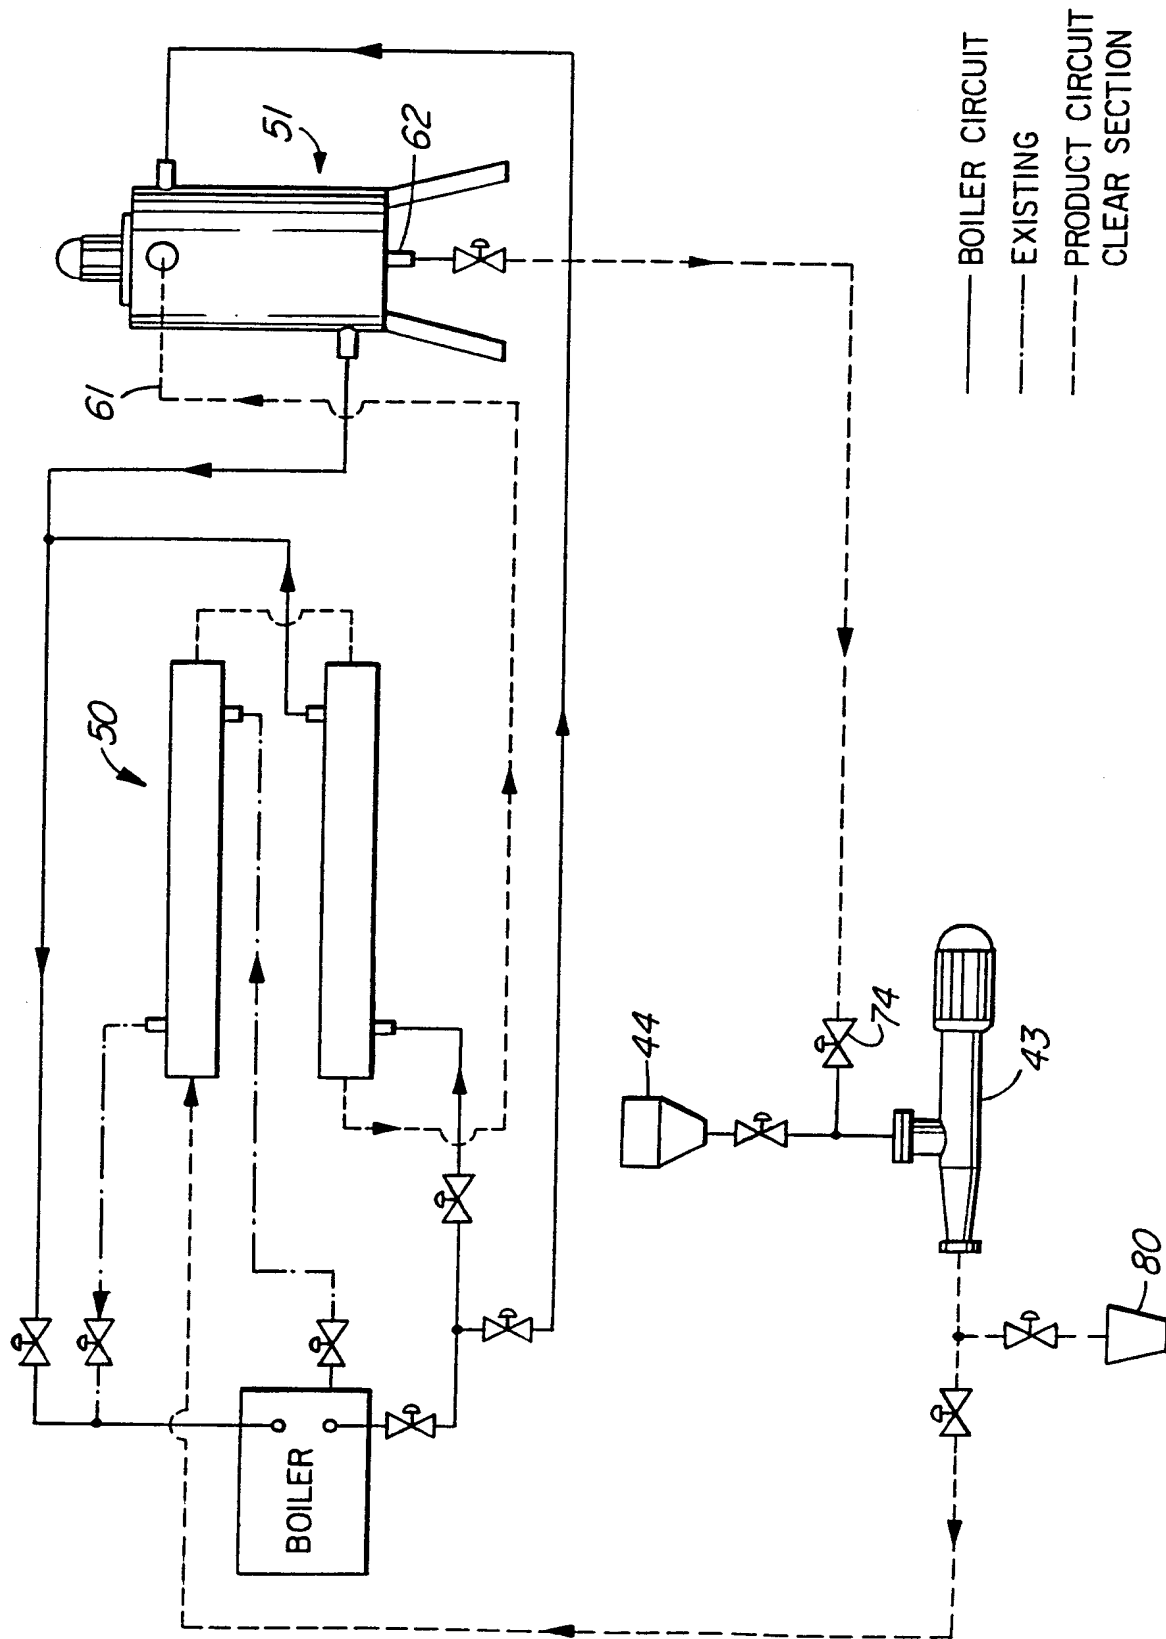 50
51
61
62
BOILER
44
74
43
80
BOILER CIRCUIT
EXISTING
PRODUCT CIRCUIT
CLEAR SECTION